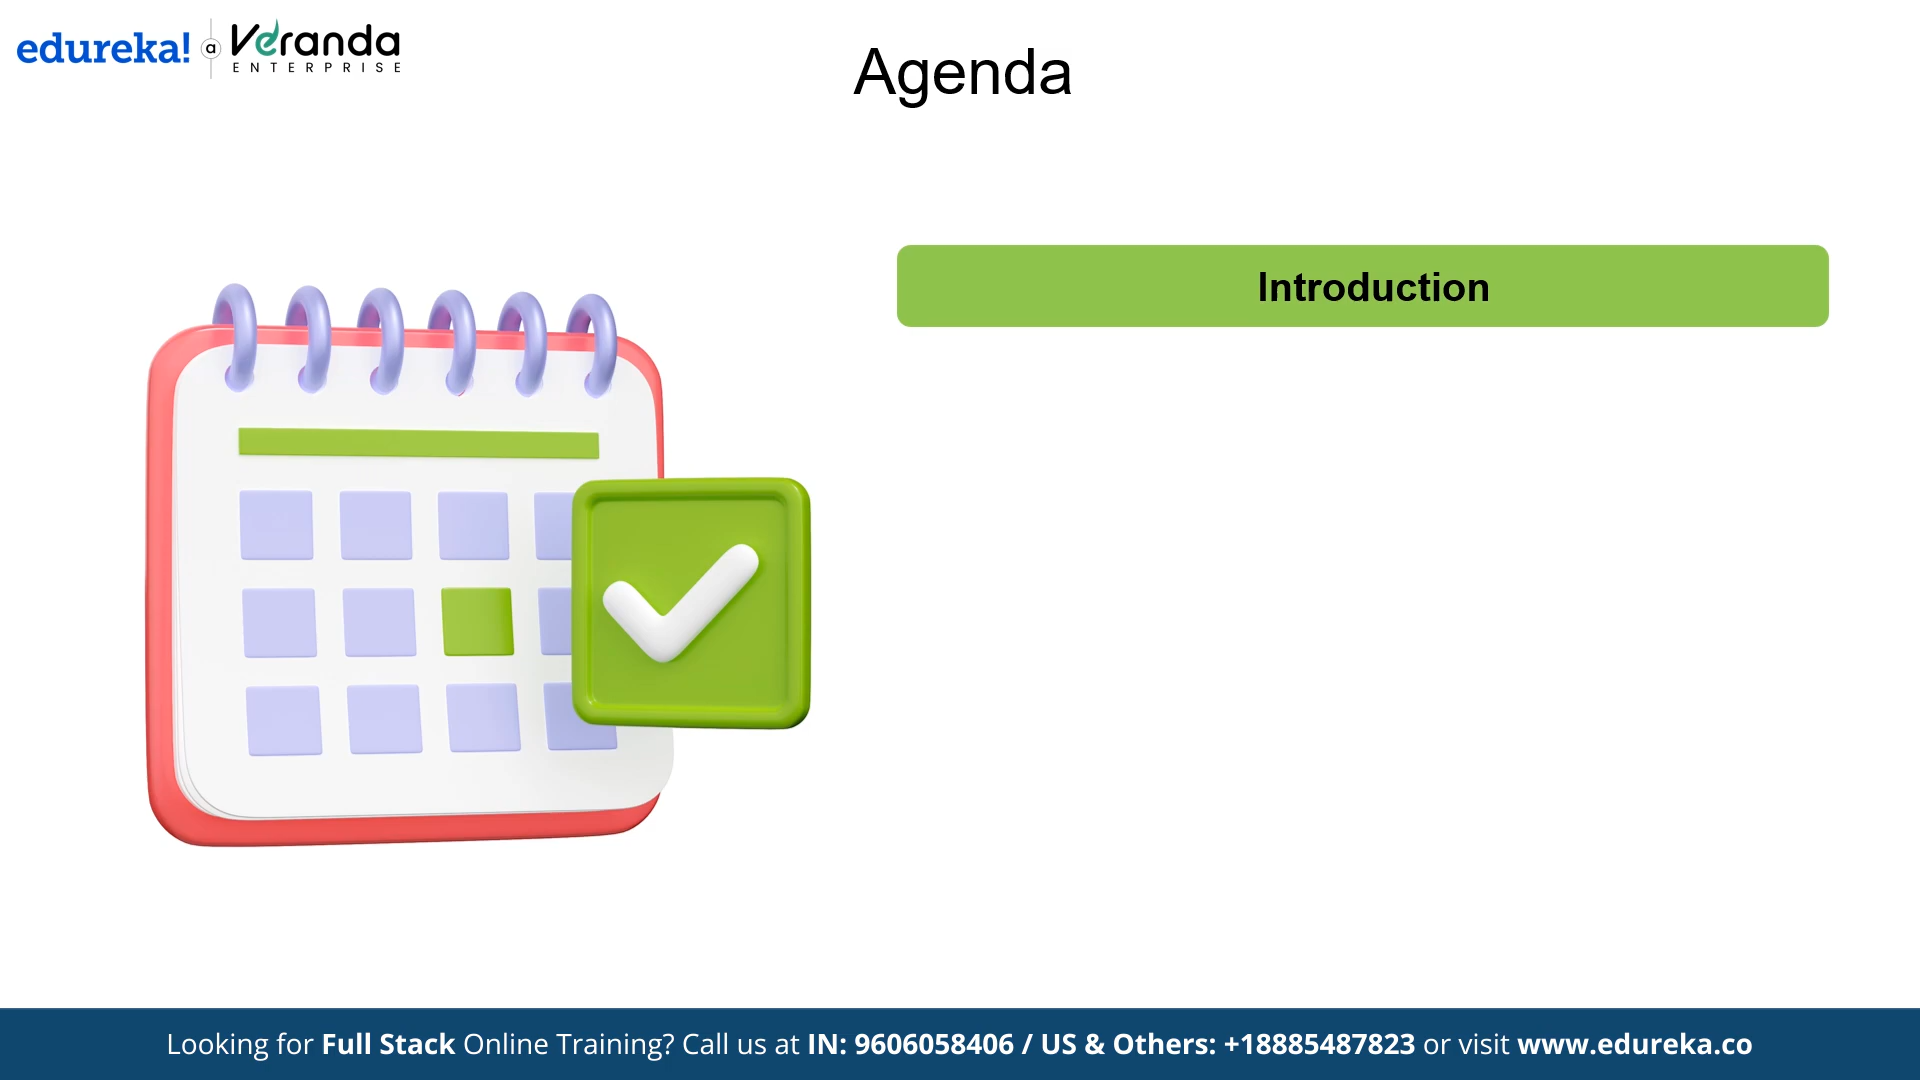 edureka! a Veranda
ENTERPRISE
Agenda
Introduction
Looking for Full Stack Online Training? Call us at IN: 9606058406 / US & Others: +18885487823 or visit www.edureka.co